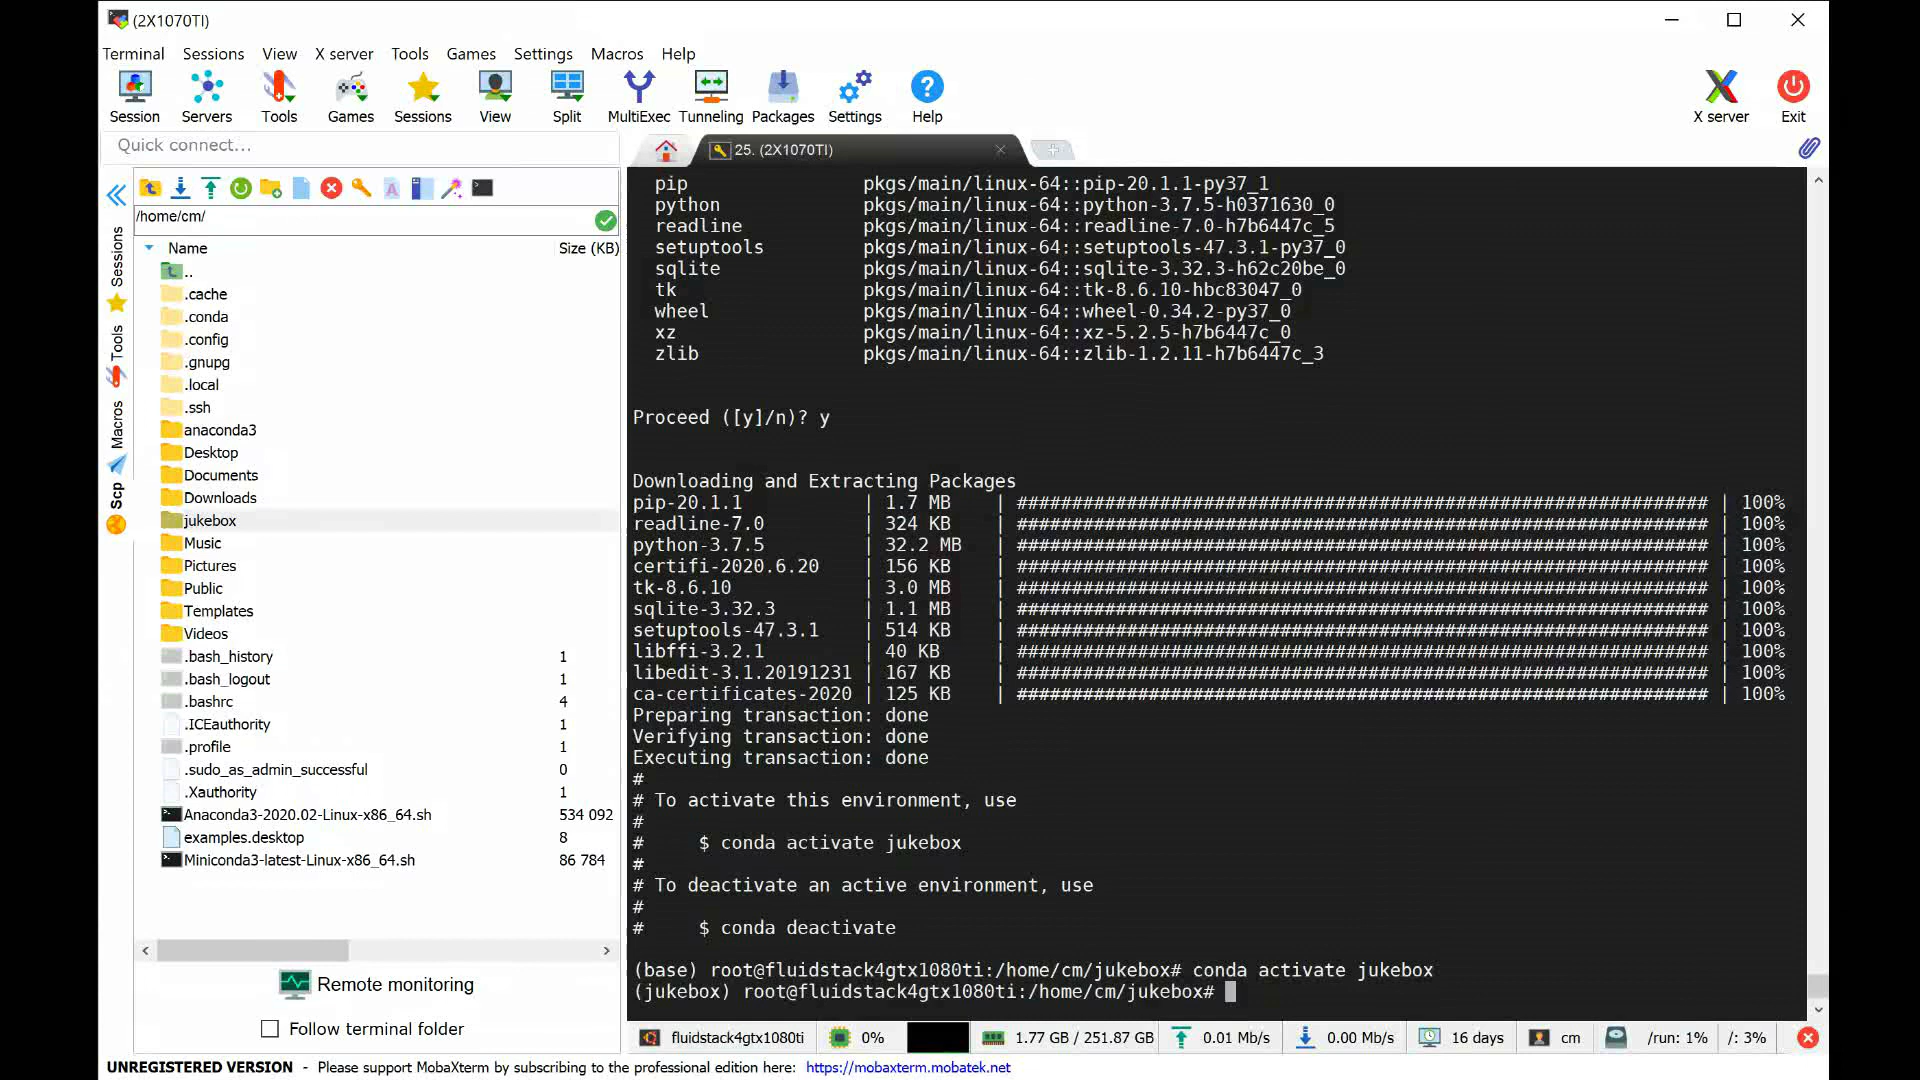 (2X1070TI)
Terminal Sessions View X server Tools Games Settings Macros Help
Session Servers Tools Games Sessions View Split MultiExec Tunneling Packages Settings Help X server Exit
Quick connect...
25. (2X1070TI)
/home/cm/
Name Size (KB)
..
.cache
.conda
.config
.gnupg
.local
.ssh
anaconda3
Desktop
Documents
Downloads
jukebox
Music
Pictures
Public
Templates
Videos
.bash_history 1
.bash_logout 1
.bashrc 4
.ICEauthority 1
.profile 1
.sudo_as_admin_successful 0
.Xauthority 1
Anaconda3-2020.02-Linux-x86_64.sh 534 092
examples.desktop 8
Miniconda3-latest-Linux-x86_64.sh 86 784
Sessions
Tools
Macros
Scp
Remote monitoring
Follow terminal folder
pip pkgs/main/linux-64::pip-20.1.1-py37_1
python pkgs/main/linux-64::python-3.7.5-h0371630_0
readline pkgs/main/linux-64::readline-7.0-h7b6447c_5
setuptools pkgs/main/linux-64::setuptools-47.3.1-py37_0
sqlite pkgs/main/linux-64::sqlite-3.32.3-h62c20be_0
tk pkgs/main/linux-64::tk-8.6.10-hbc83047_0
wheel pkgs/main/linux-64::wheel-0.34.2-py37_0
xz pkgs/main/linux-64::xz-5.2.5-h7b6447c_0
zlib pkgs/main/linux-64::zlib-1.2.11-h7b6447c_3
Proceed ([y]/n)? y
Downloading and Extracting Packages
pip-20.1.1 | 1.7 MB | ############################################################### | 100%
readline-7.0 | 324 KB | ############################################################### | 100%
python-3.7.5 | 32.2 MB | ############################################################### | 100%
certifi-2020.6.20 | 156 KB | ############################################################### | 100%
tk-8.6.10 | 3.0 MB | ############################################################### | 100%
sqlite-3.32.3 | 1.1 MB | ############################################################### | 100%
setuptools-47.3.1 | 514 KB | ############################################################### | 100%
libffi-3.2.1 | 40 KB | ############################################################### | 100%
libedit-3.1.20191231 | 167 KB | ############################################################### | 100%
ca-certificates-2020 | 125 KB | ############################################################### | 100%
Preparing transaction: done
Verifying transaction: done
Executing transaction: done
#
# To activate this environment, use
#
# $ conda activate jukebox
#
# To deactivate an active environment, use
#
# $ conda deactivate
(base) root@fluidstack4gtx1080ti:/home/cm/jukebox# conda activate jukebox
(jukebox) root@fluidstack4gtx1080ti:/home/cm/jukebox#
fluidstack4gtx1080ti 0% 1.77 GB / 251.87 GB 0.01 Mb/s 0.00 Mb/s 16 days cm /run: 1% /: 3%
UNREGISTERED VERSION - Please support MobaXterm by subscribing to the professional edition here: https://mobaxterm.mobatek.net